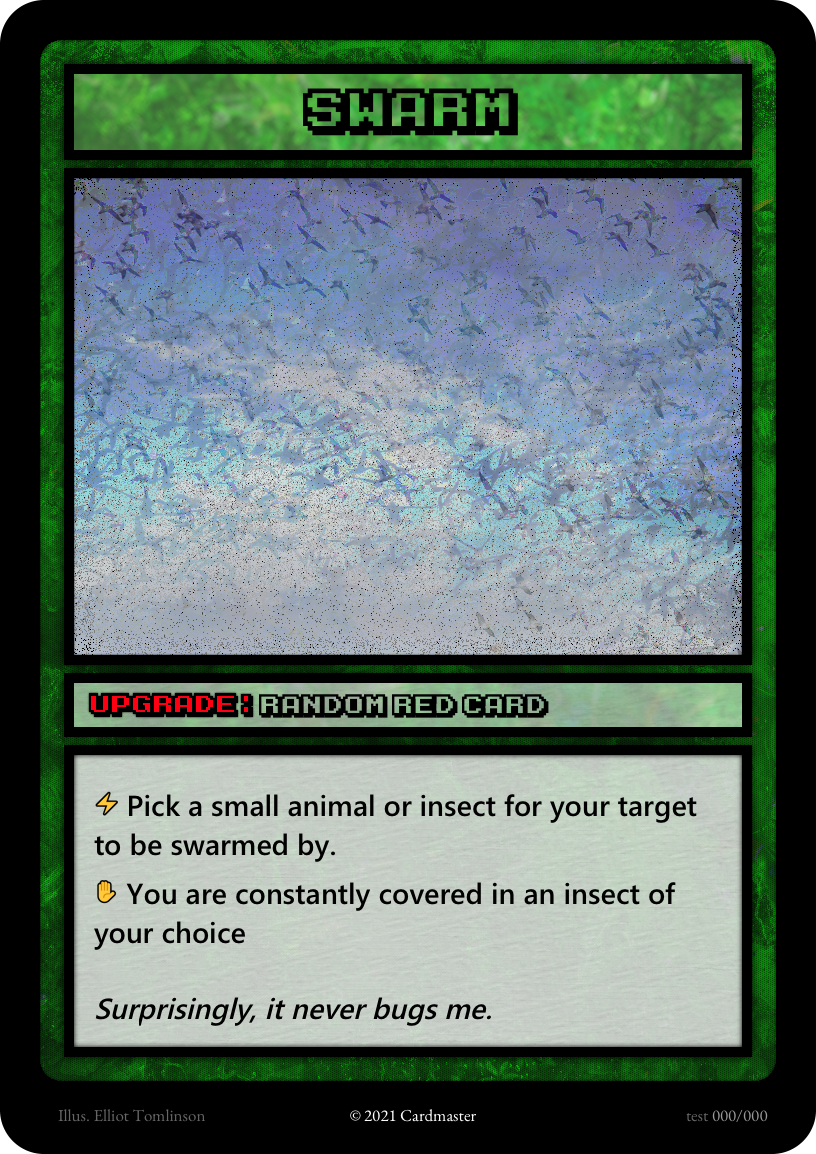 SWARM
UPGRADE: RANDOM RED CARD
⚡ Pick a small animal or insect for your target
to be swarmed by.
✋ You are constantly covered in an insect of
your choice
Surprisingly, it never bugs me.
Illus. Elliot Tomlinson © 2021 Cardmaster test 000/000